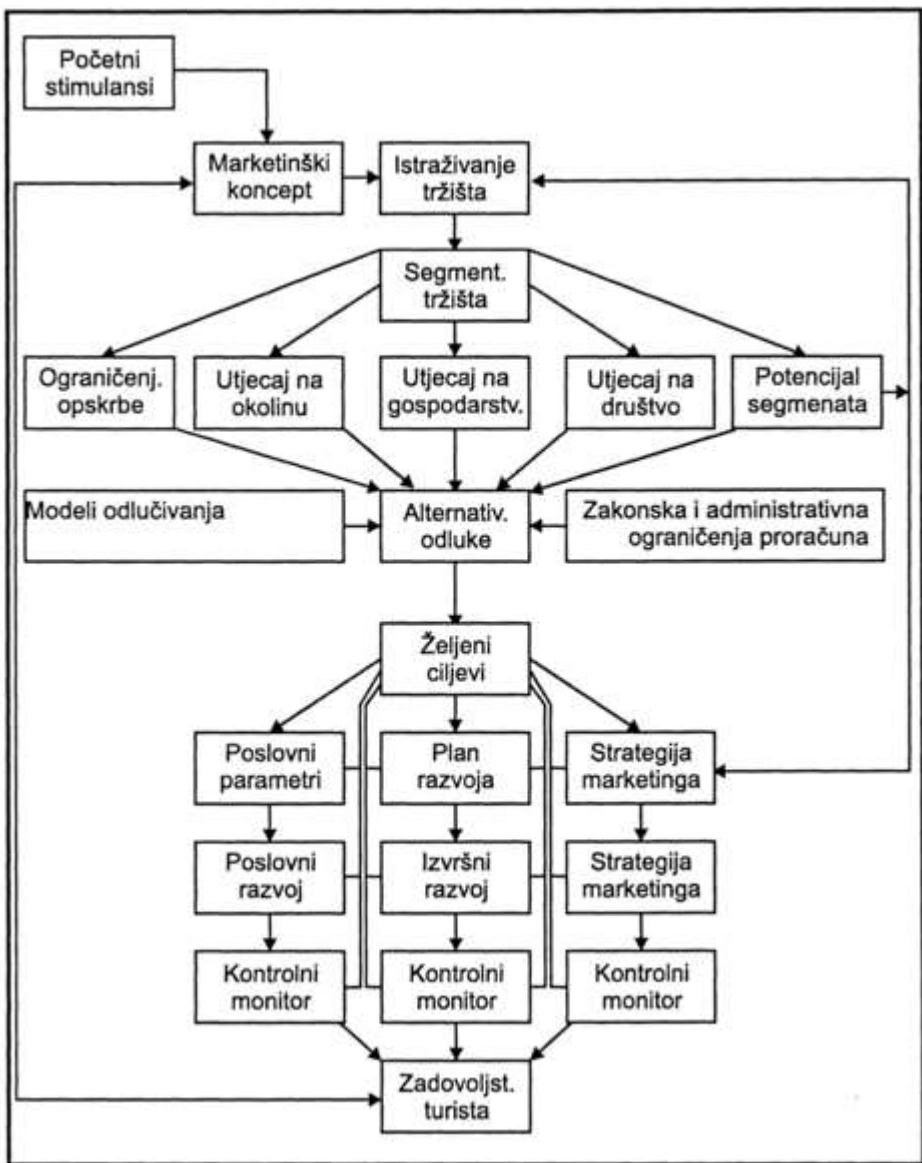 Početni
stimulansi
Marketinški
koncept
Istraživanje
tržišta
Segment.
tržišta
Ograničenj.
opskrbe
Utjecaj na
okolinu
Utjecaj na
gospodarstv.
Utjecaj na
društvo
Potencijal
segmenata
Modeli odlučivanja
Alternativ.
odluke
Zakonska i administrativna
ograničenja proračuna
Željeni
ciljevi
Poslovni
parametri
Plan
razvoja
Strategija
marketinga
Poslovni
razvoj
Izvršni
razvoj
Strategija
marketinga
Kontrolni
monitor
Kontrolni
monitor
Kontrolni
monitor
Zadovoljst.
turista